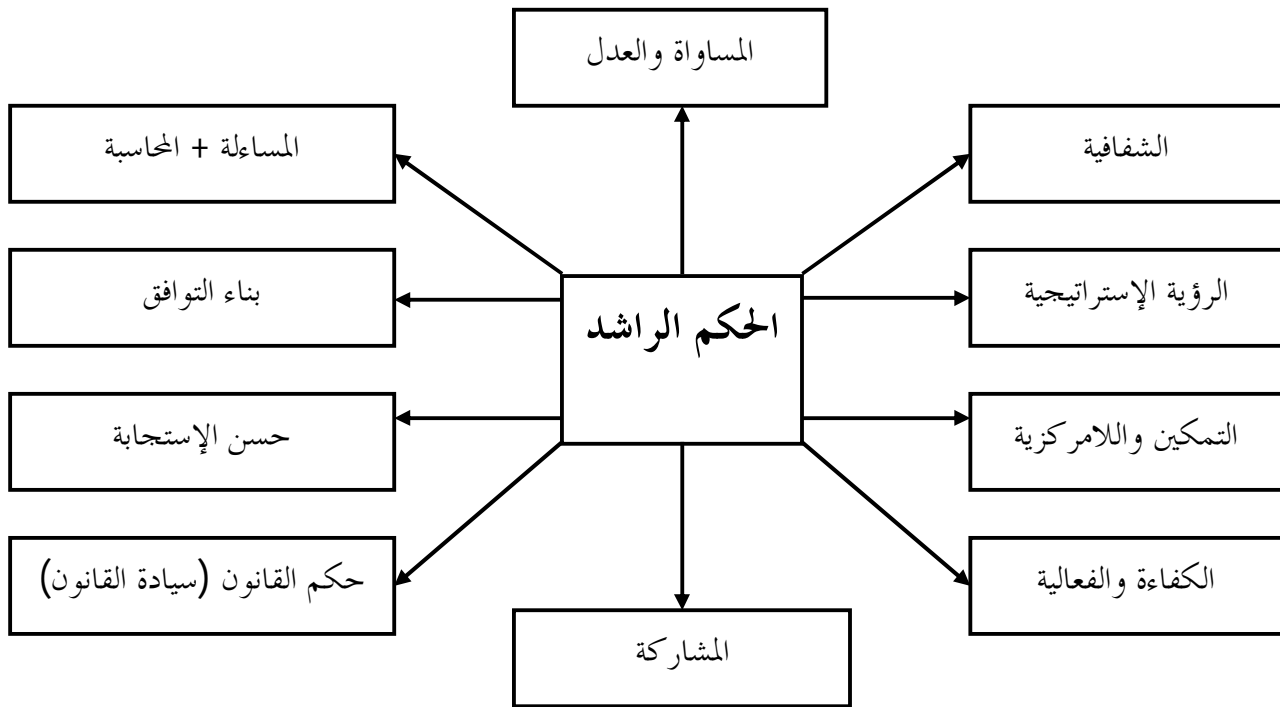 المساواة والعدل
الشفافية
المساءلة + المحاسبة
الرؤية الإستراتيجية
بناء التوافق
الحكم الراشد
التمكين واللامركزية
حسن الإستجابة
الكفاءة والفعالية
حكم القانون (سيادة القانون)
المشاركة